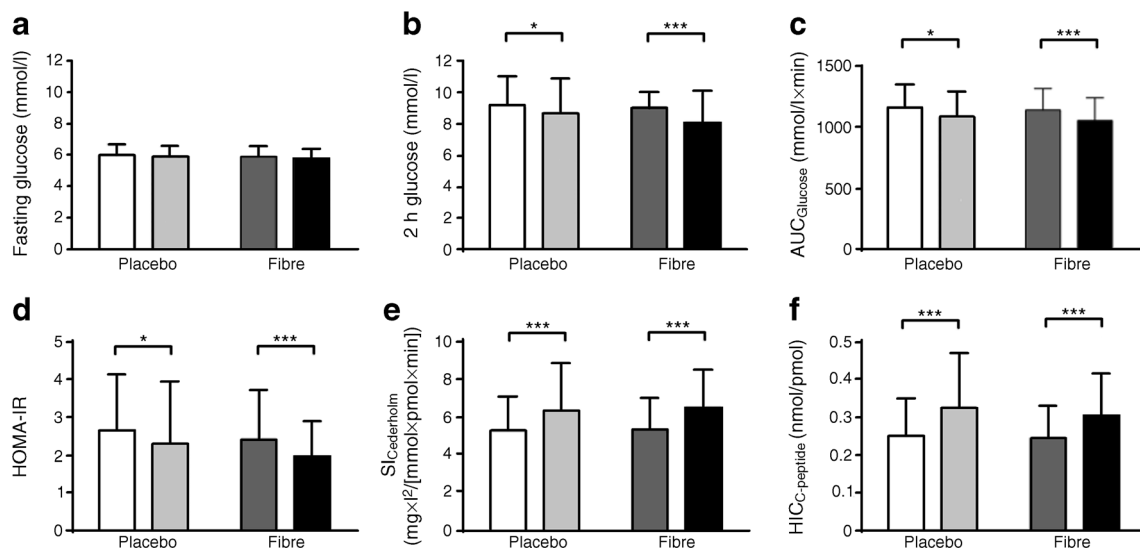 a
Fasting glucose (mmol/l)
12
10
8
6
4
2
0
Placebo
Fibre
b
2 h glucose (mmol/l)
12
10
8
6
4
2
0
*
***
Placebo
Fibre
c
AUCGlucose (mmol/l×min)
1500
1000
500
0
*
***
Placebo
Fibre
d
HOMA-IR
5
4
3
2
1
0
*
***
Placebo
Fibre
e
SICederholm
(mg×l²/[mmol×pmol×min])
10
8
6
4
2
0
***
***
Placebo
Fibre
f
HICC-peptide (nmol/pmol)
0.5
0.4
0.3
0.2
0.1
0
***
***
Placebo
Fibre